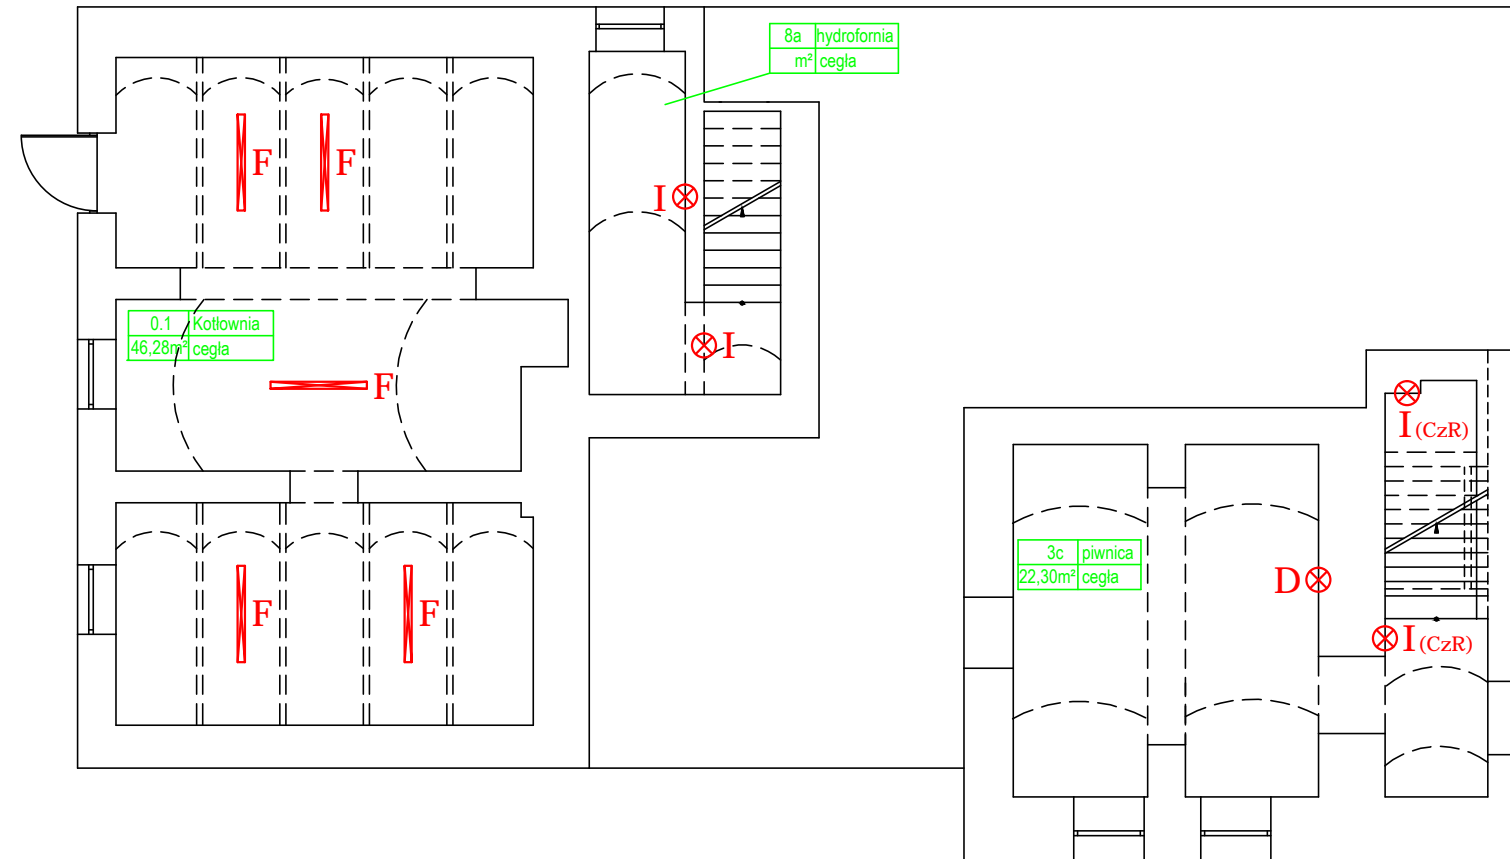 8a hydrofornia
m² cegła
F F
I
0.1 Kotłownia
46,28m² cegła
I
F
I (CzR)
3c piwnica
22,30m² cegła
D
F F
I (CzR)